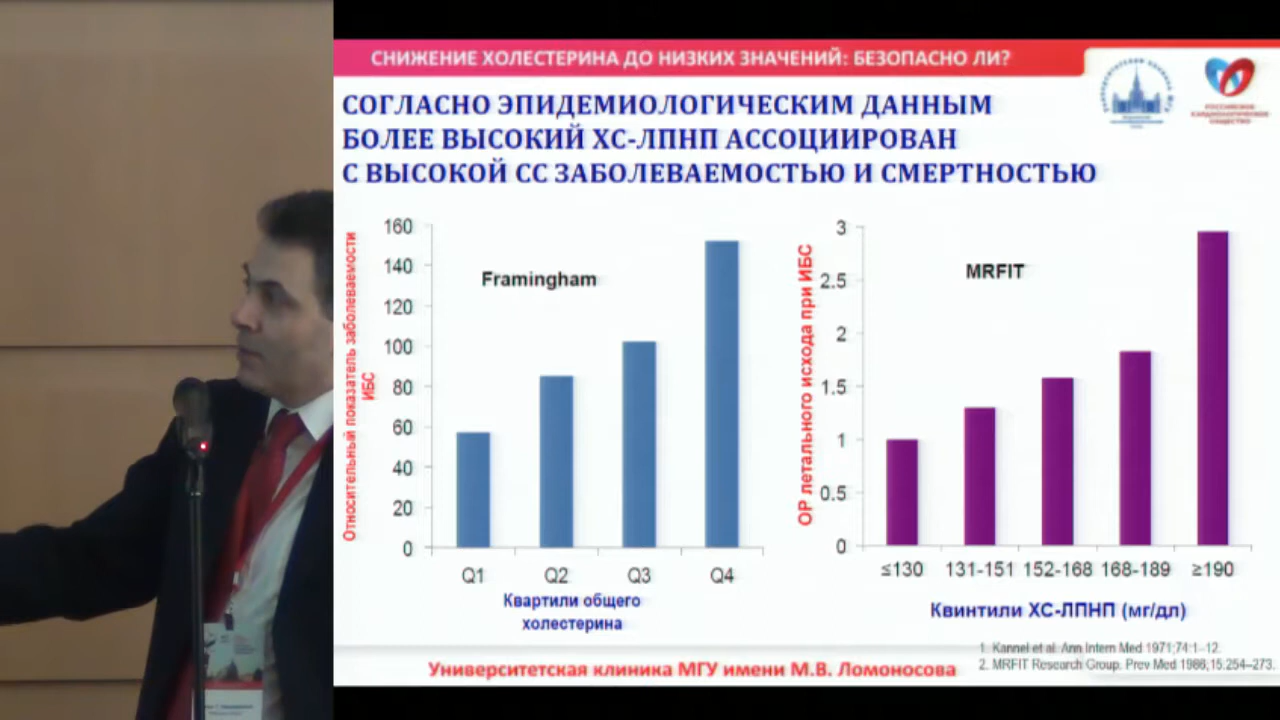 СНИЖЕНИЕ ХОЛЕСТЕРИНА ДО НИЗКИХ ЗНАЧЕНИЙ: БЕЗОПАСНО ЛИ?
РОССИЙСКОЕ
КАРДИОЛОГИЧЕСКОЕ
ОБЩЕСТВО
СОГЛАСНО ЭПИДЕМИОЛОГИЧЕСКИМ ДАННЫМ
БОЛЕЕ ВЫСОКИЙ ХС-ЛПНП АССОЦИИРОВАН
С ВЫСОКОЙ СС ЗАБОЛЕВАЕМОСТЬЮ И СМЕРТНОСТЬЮ
Относительный показатель заболеваемости
ИБС
160
140
120
100
80
60
40
20
0
Framingham
Q1 Q2 Q3 Q4
Квартили общего
холестерина
ОР летального исхода при ИБС
3
2.5
2
1.5
1
0.5
0
MRFIT
≤130 131-151 152-168 168-189 ≥190
Квинтили ХС-ЛПНП (мг/дл)
1. Kannel et al. Ann Intern Med 1971;74:1–12.
2. MRFIT Research Group. Prev Med 1986;15:254–273.
Университетская клиника МГУ имени М.В. Ломоносова